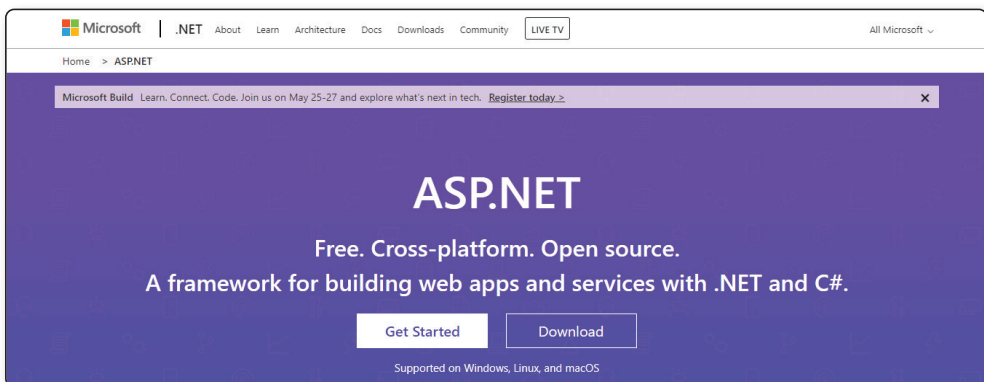 Microsoft | .NET About Learn Architecture Docs Downloads Community LIVE TV All Microsoft
Home > ASP.NET
Microsoft Build Learn. Connect. Code. Join us on May 25-27 and explore what's next in tech. Register today >
ASP.NET
Free. Cross-platform. Open source.
A framework for building web apps and services with .NET and C#.
Get Started Download
Supported on Windows, Linux, and macOS